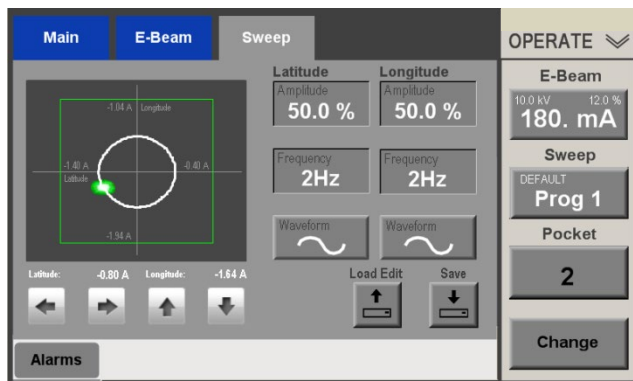 Main
E-Beam
Sweep
-1.04 A
Longitude
-1.40 A
-0.40 A
Latitude
-1.94 A
Latitude: -0.80 A Longitude: -1.64 A
Latitude
Longitude
Amplitude
50.0 %
Amplitude
50.0 %
Frequency
2Hz
Frequency
2Hz
Waveform
Waveform
Load Edit
Save
Alarms
OPERATE
E-Beam
10.0 kV 12.0 %
180. mA
Sweep
DEFAULT
Prog 1
Pocket
2
Change